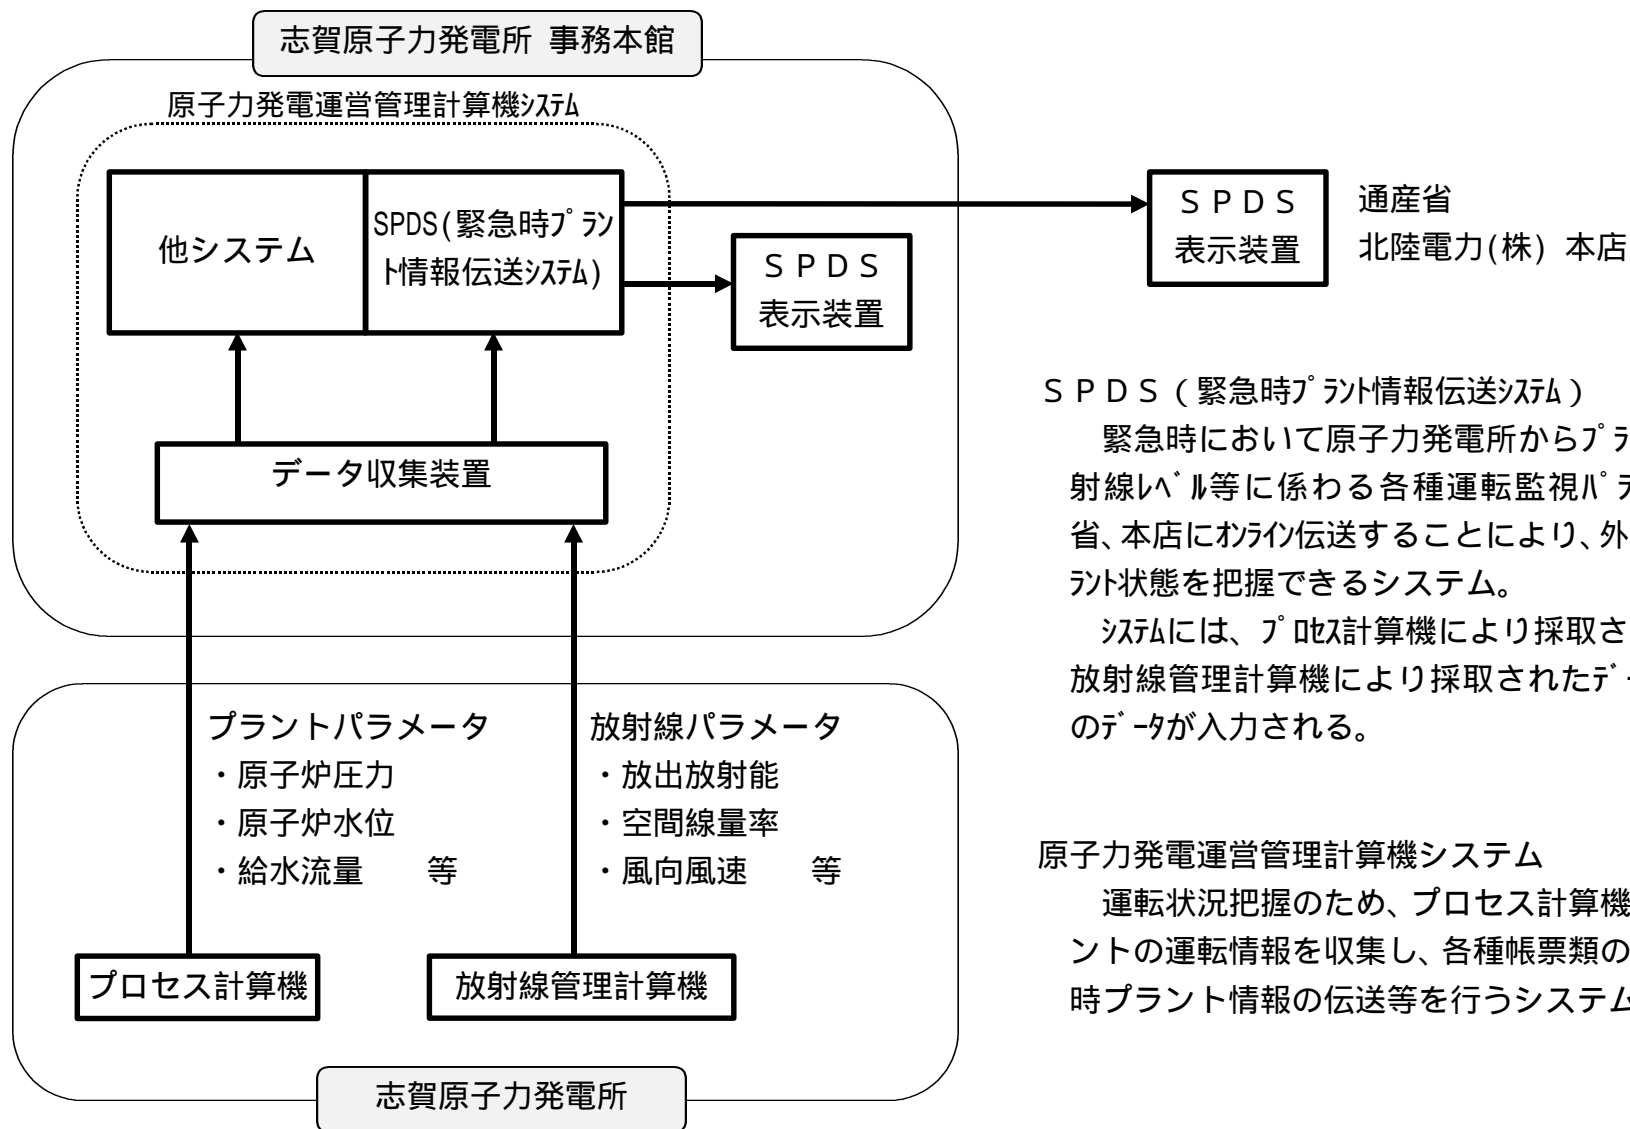 志賀原子力発電所 事務本館
原子力発電運営管理計算機ｼｽﾃﾑ
他システム
SPDS(緊急時ﾌﾟﾗﾝ
ﾄ情報伝送ｼｽﾃﾑ)
ＳＰＤＳ
表示装置
ＳＰＤＳ
表示装置
通産省
北陸電力(株) 本店
データ収集装置
プラントパラメータ
・原子炉圧力
・原子炉水位
・給水流量　　等
放射線パラメータ
・放出放射能
・空間線量率
・風向風速　　等
プロセス計算機
放射線管理計算機
志賀原子力発電所
ＳＰＤＳ（緊急時ﾌﾟﾗﾝﾄ情報伝送ｼｽﾃﾑ）
緊急時において原子力発電所からﾌﾟﾗ
射線ﾚﾍﾞﾙ等に係わる各種運転監視ﾊﾟﾗ
省、本店にｵﾝﾗｲﾝ伝送することにより、外
ﾗﾝﾄ状態を把握できるシステム。
ｼｽﾃﾑには、ﾌﾟﾛｾｽ計算機により採取さ
放射線管理計算機により採取されたﾃﾞｰ
のﾃﾞｰﾀが入力される。
原子力発電運営管理計算機システム
運転状況把握のため、プロセス計算機
ントの運転情報を収集し、各種帳票類の
時プラント情報の伝送等を行うシステム